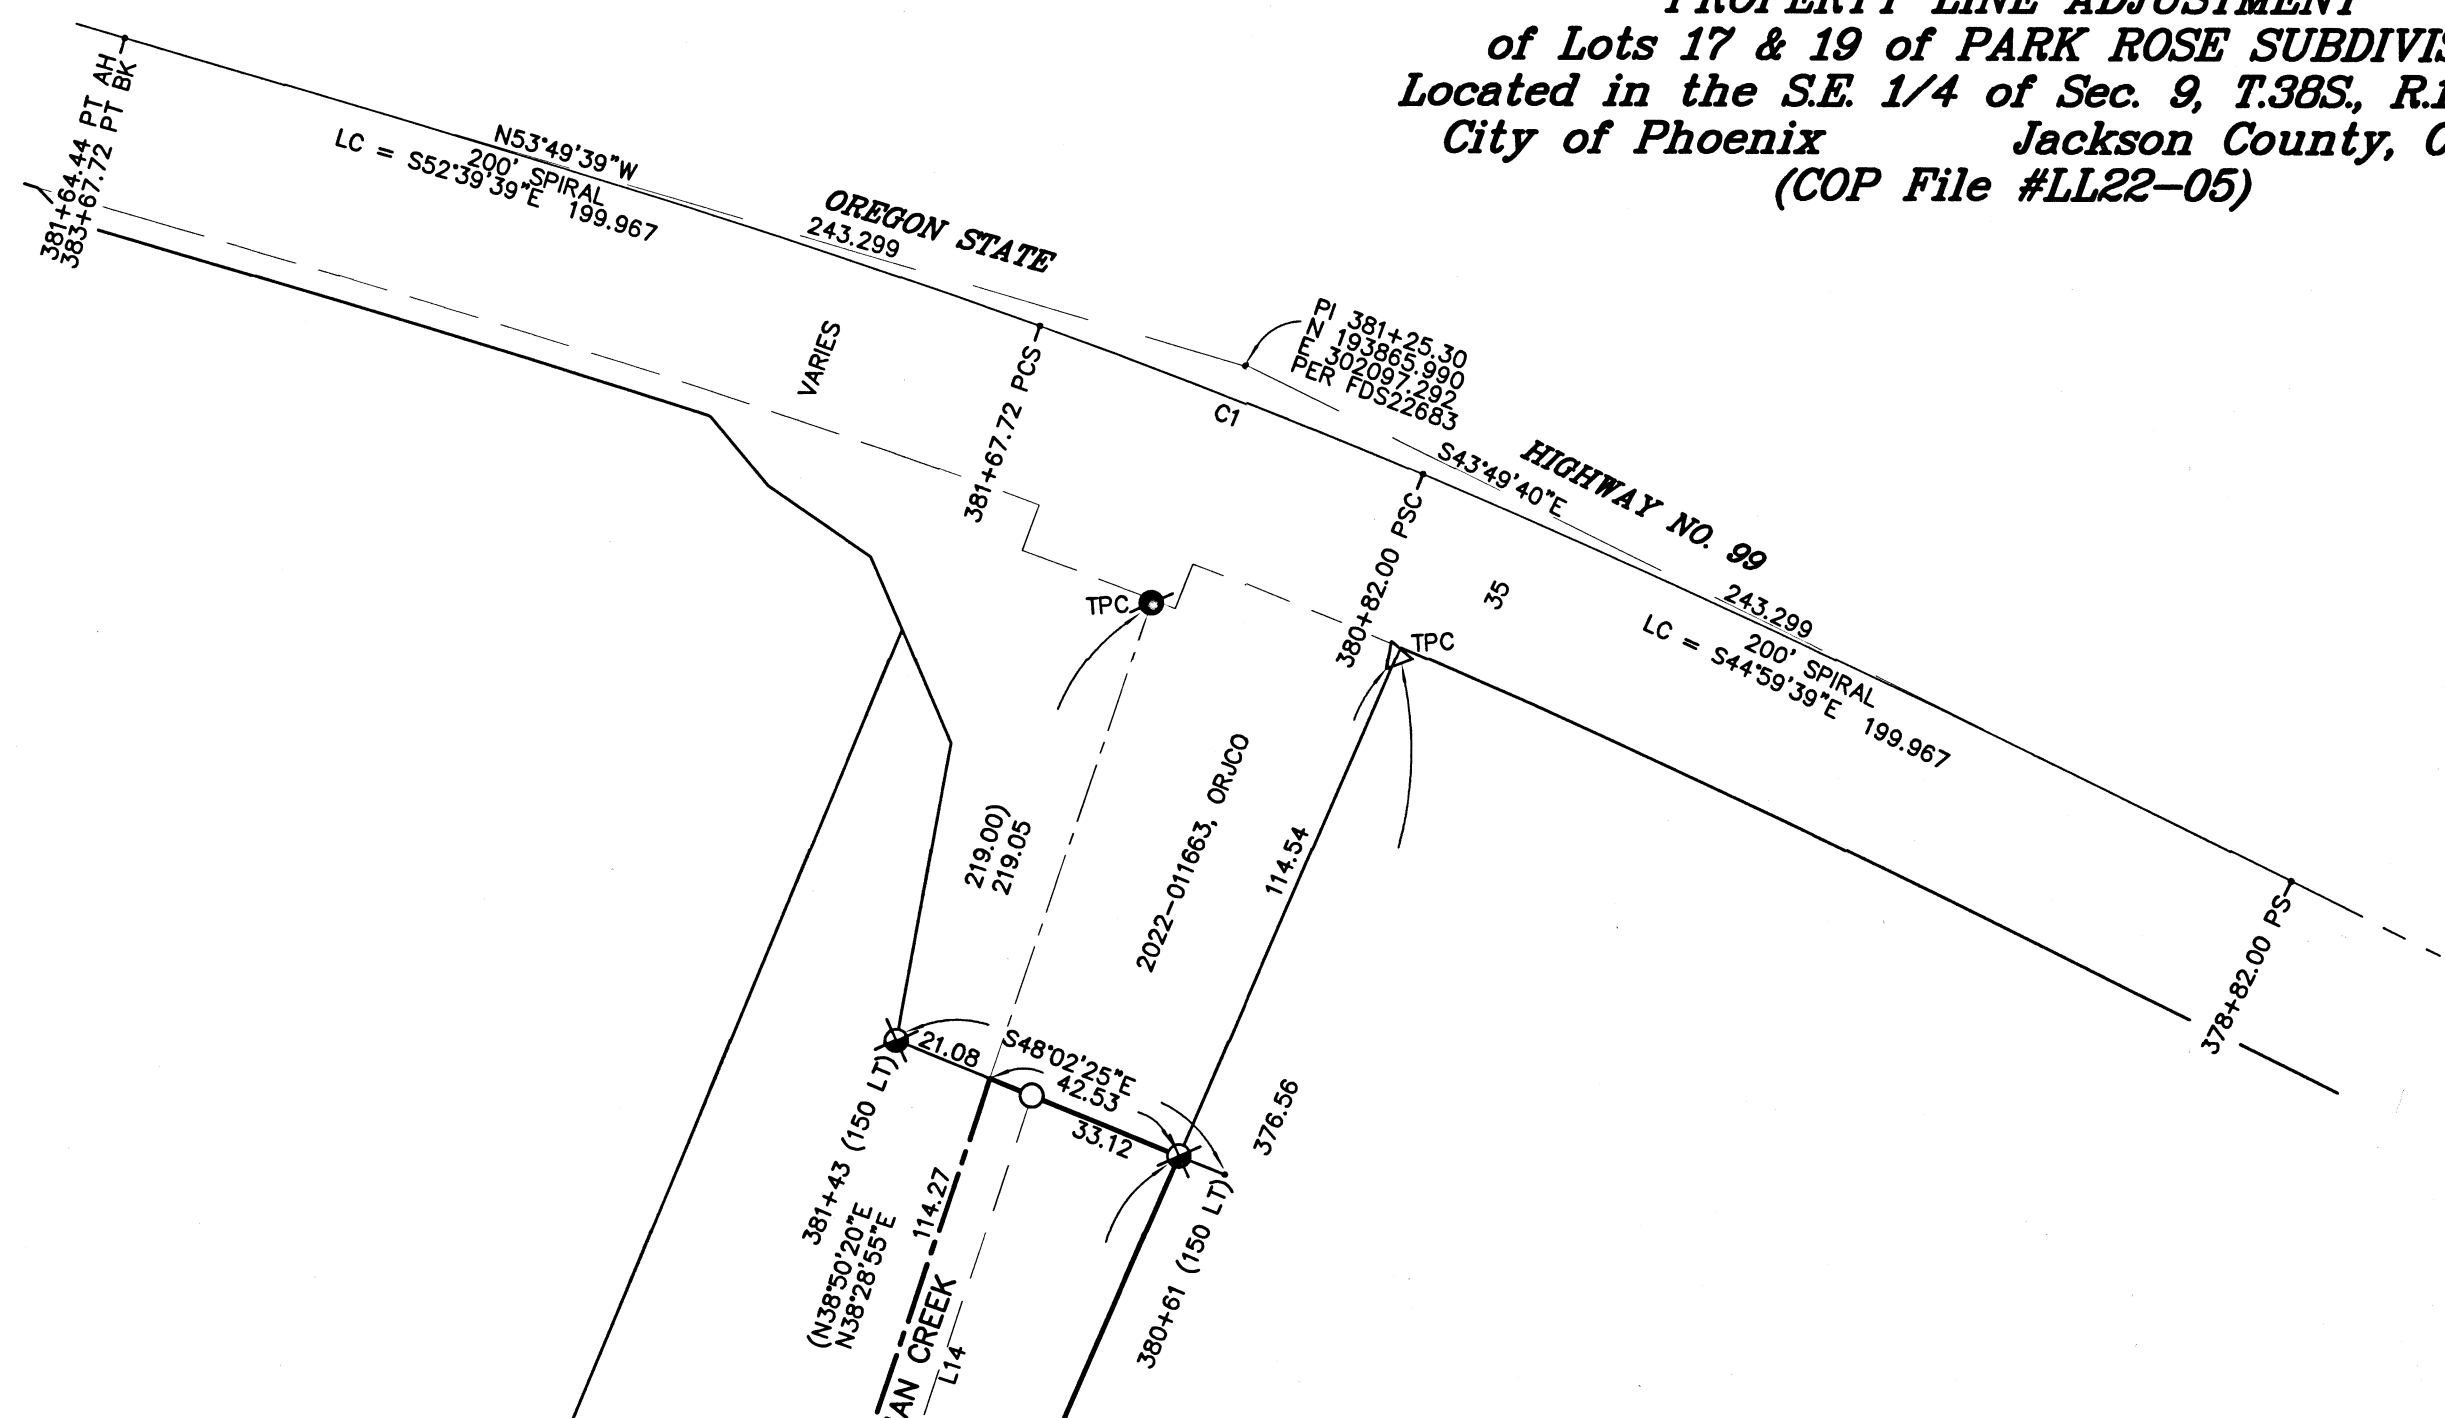 PROPERTY LINE ADJUSTMENT
of Lots 17 & 19 of PARK ROSE
Located in the S.E. 1/4 of Sec. 9, T.38S.,
City of Phoenix Jackson County,
(COP File #LL22-05)
381+64.44 PT AH
383+67.72 PT BK
N53°49'39"W
200' SPIRAL
LC = S52°39'39"E 199.967
OREGON STATE
243.299
VARIES
381+67.72 PCS
PI 381+25.30
N 193865.990
E 302097.292
PER FDS22683
C1
S43°49'40"E
HIGHWAY NO. 99
380+82.00 PSC
35
243.299
200' SPIRAL
LC = S44°59'39"E 199.967
TPC
TPC
378+82.00 PS
219.00)
219.05
2022-011663, ORJCO
114.54
21.08
S48°02'25"E
42.53
33.12
376.56
381+43 (150 LT)
(N38°50'20"E
N38°28'55"E
114.27
CREEK
L14
380+61 (150 LT)